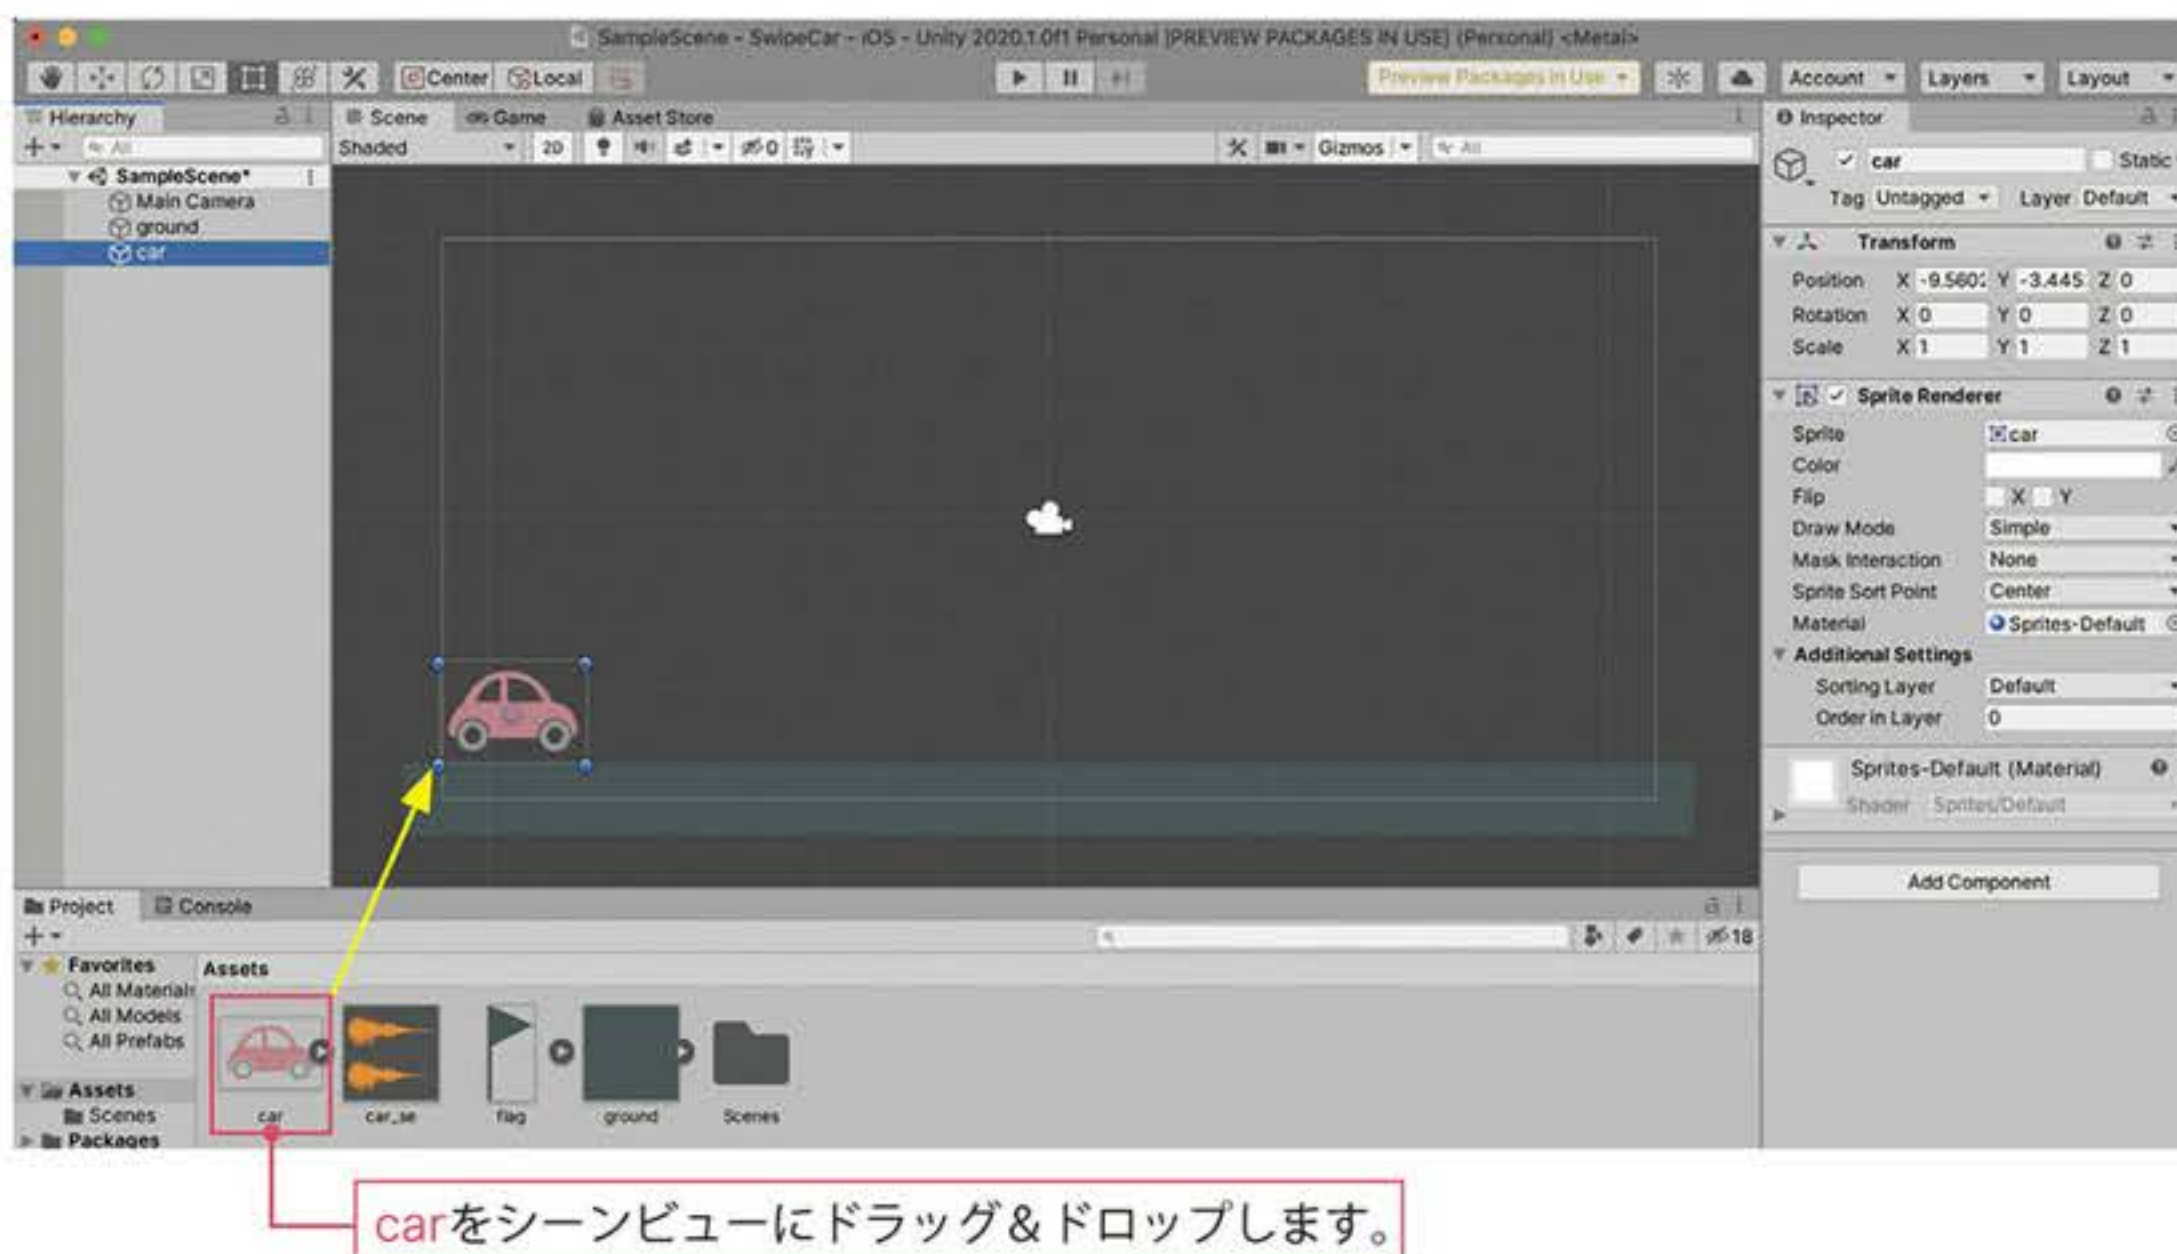 SampleScene - SwipeCar - iOS - Unity 2020.1.0f1 Personal [PREVIEW PACKAGES IN USE] (Personal) <Metal>
Center Local Preview Packages in Use Account Layers Layout
Hierarchy
All
SampleScene*
Main Camera
ground
car
Scene Game Asset Store
Shaded 2D 0 Gizmos All
Inspector
car Static
Tag Untagged Layer Default
Transform
Position X -9.560 Y -3.445 Z 0
Rotation X 0 Y 0 Z 0
Scale X 1 Y 1 Z 1
Sprite Renderer
Sprite car
Color
Flip X Y
Draw Mode Simple
Mask Interaction None
Sprite Sort Point Center
Material Sprites-Default
Additional Settings
Sorting Layer Default
Order in Layer 0
Sprites-Default (Material)
Shader Sprites/Default
Add Component
Project Console
18
Favorites
All Materials
All Models
All Prefabs
Assets
Scenes
Packages
Assets
car car_se flag ground Scenes
carをシーンビューにドラッグ&ドロップします。